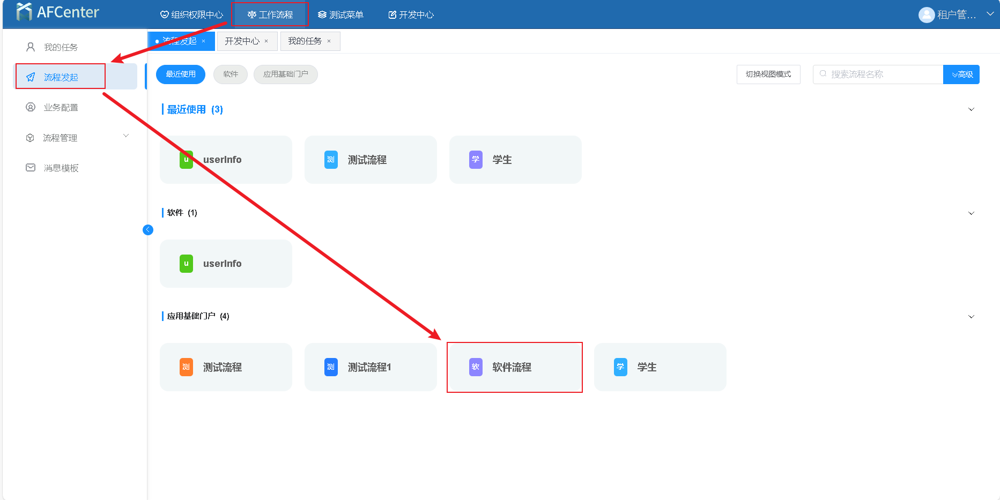 AFCenter
组织权限中心 工作流程 测试菜单 开发中心 租户管...
我的任务
流程发起
业务配置
流程管理
消息模板
流程发起 × 开发中心 × 我的任务 ×
最近使用 软件 应用基础门户 切换视图模式 搜索流程名称 高级
最近使用 (3)
u userInfo 测 测试流程 学 学生
软件 (1)
u userInfo
应用基础门户 (4)
测 测试流程 测 测试流程1 软 软件流程 学 学生